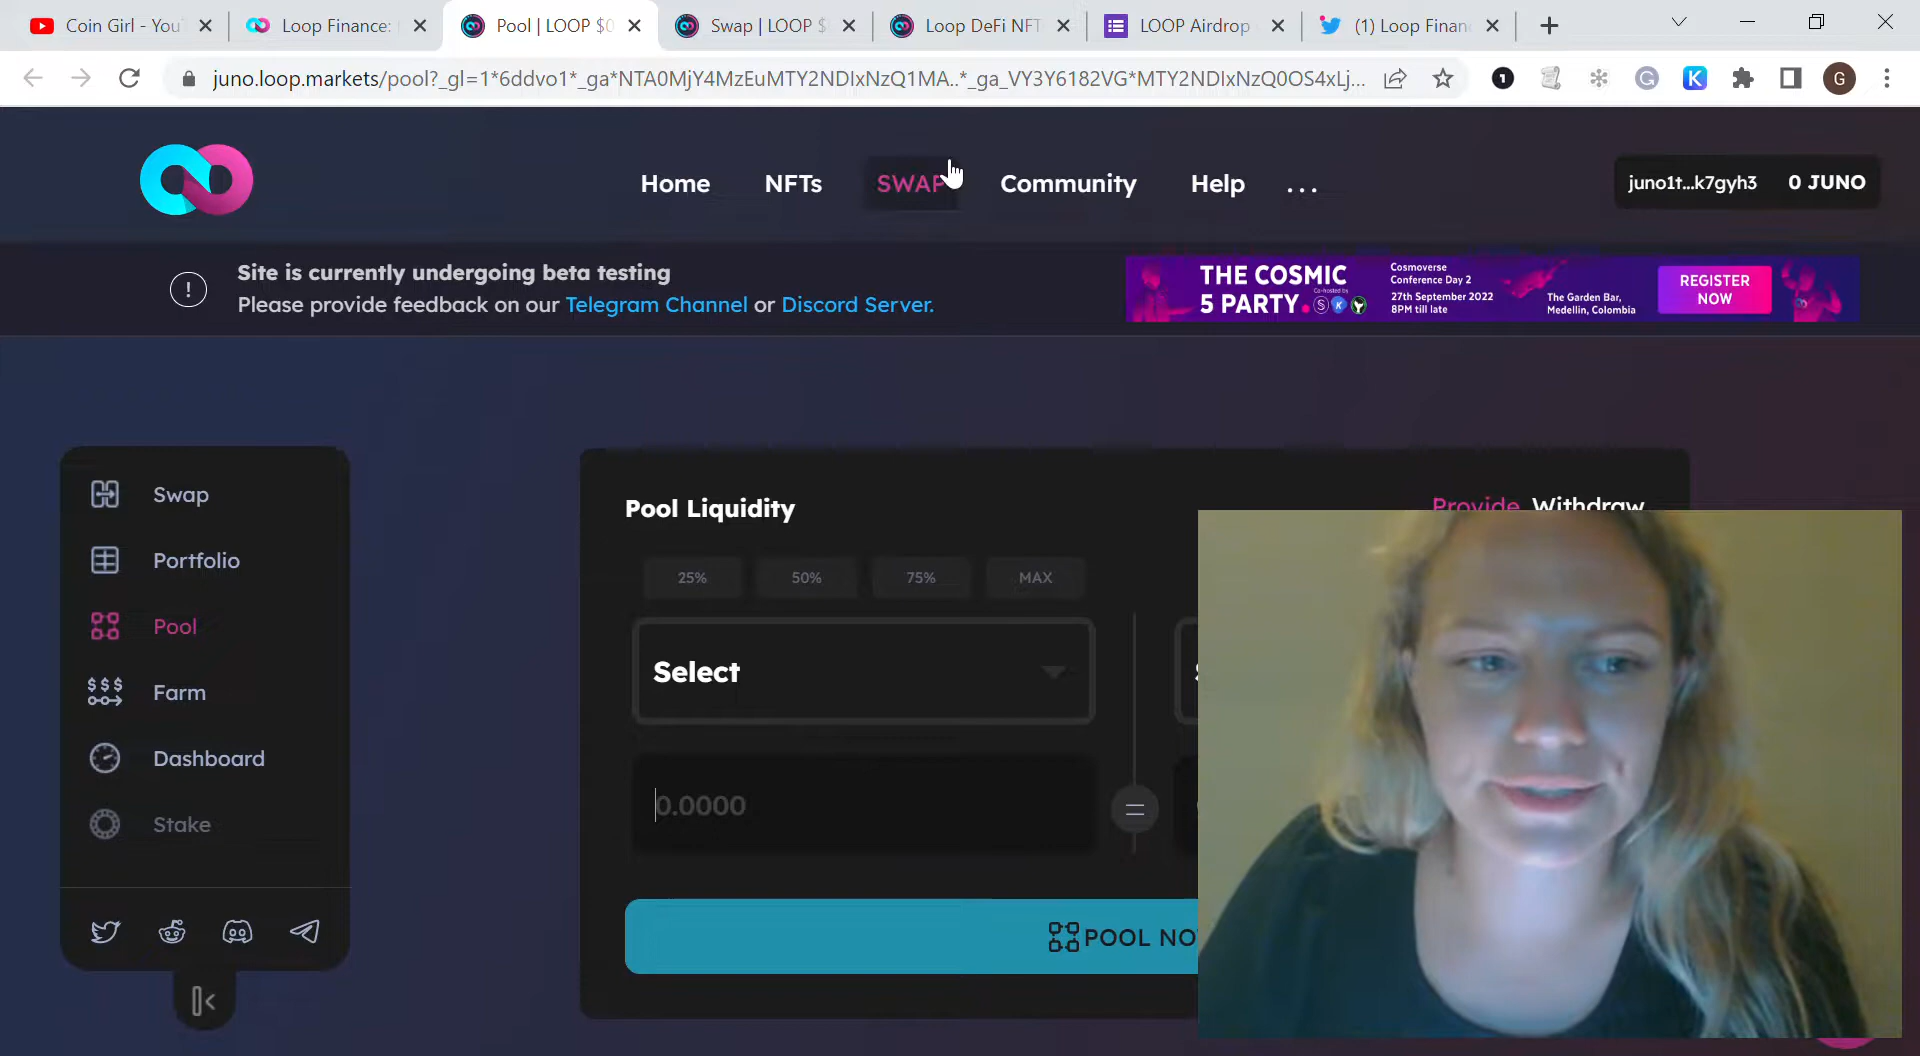 Coin Girl - You
Loop Finance:
Pool | LOOP $0
Swap | LOOP $
Loop DeFi NFT
LOOP Airdrop
(1) Loop Finan
juno.loop.markets/pool?_gl=1*6ddvo1*_ga*NTA0MjY4MzEuMTY2NDIxNzQ1MA..*_ga_VY3Y6182VG*MTY2NDIxNzQ0OS4xLj...
G
Home
NFTs
SWAP
Community
Help
...
juno1t...k7gyh3 0 JUNO
Site is currently undergoing beta testing
Please provide feedback on our Telegram Channel or Discord Server.
THE COSMIC
5 PARTY.
Co-hosted by
Cosmoverse
Conference Day 2
27th September 2022
8PM till late
The Garden Bar,
Medellin, Colombia
REGISTER
NOW
Swap
Portfolio
Pool
Farm
Dashboard
Stake
Pool Liquidity
Provide Withdraw
25% 50% 75% MAX
Select
0.0000
=
POOL NO